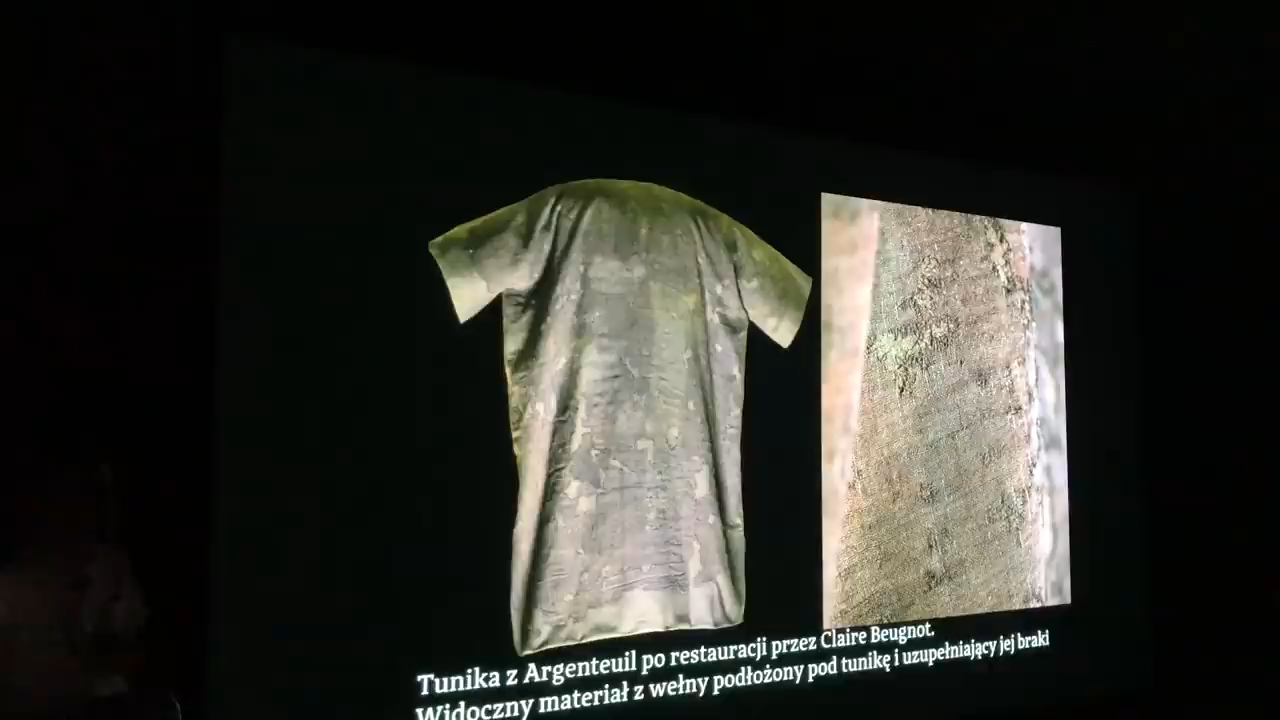 Tunika z Argenteuil po restauracji przez Claire Beugnot.
Widoczny materiał z wełny podłożony pod tunikę i uzupełniający jej braki